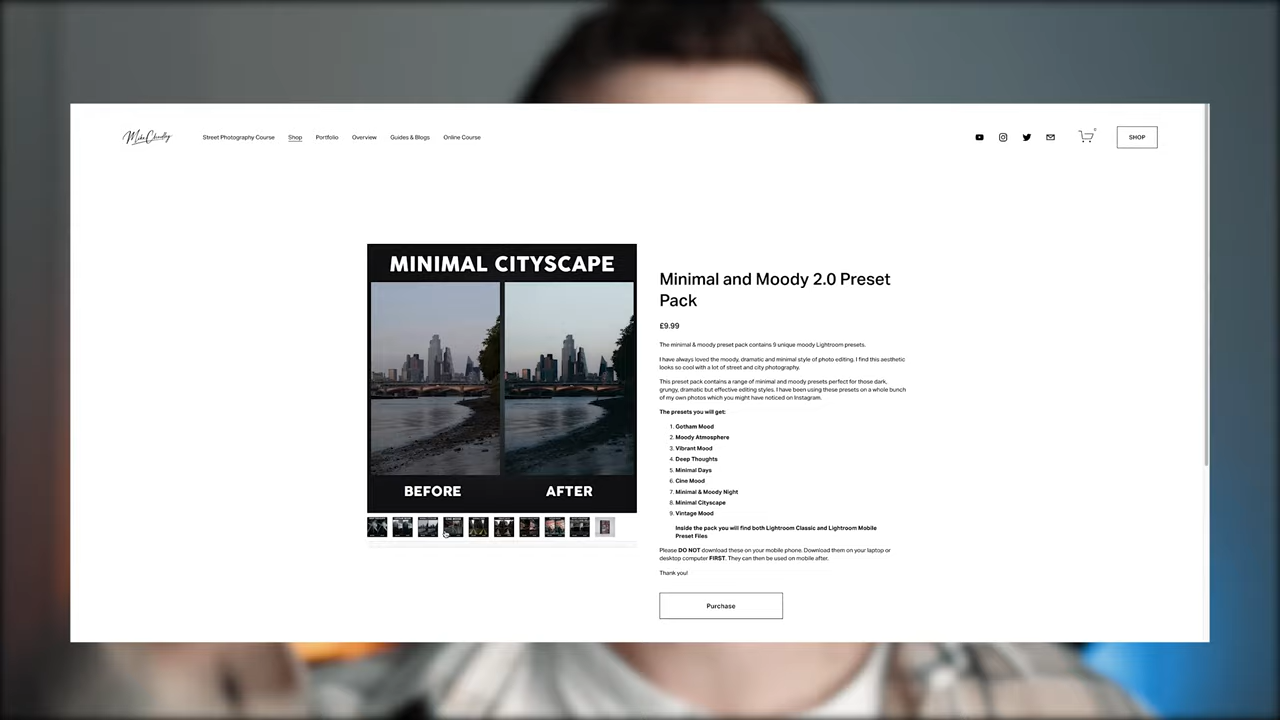 Mike Chudley
Street Photography Course Shop Portfolio Overview Guides & Blogs Online Course
0
SHOP
MINIMAL CITYSCAPE
BEFORE AFTER
Minimal and Moody 2.0 Preset
Pack
£9.99
The minimal & moody preset pack contains 9 unique moody Lightroom presets.
I have always loved the moody, dramatic and minimal style of photo editing. I find this aesthetic
looks so cool with a lot of street and city photography.
This preset pack contains a range of minimal and moody presets perfect for those dark,
grungy, dramatic but effective editing styles. I have been using these presets on a whole bunch
of my own photos which you might have noticed on Instagram.
The presets you will get:
1. Gotham Mood
2. Moody Atmosphere
3. Vibrant Mood
4. Deep Thoughts
5. Minimal Days
6. Cine Mood
7. Minimal & Moody Night
8. Minimal Cityscape
9. Vintage Mood
Inside the pack you will find both Lightroom Classic and Lightroom Mobile
Preset Files
Please DO NOT download these on your mobile phone. Download them on your laptop or
desktop computer FIRST. They can then be used on mobile after.
Thank you!
Purchase